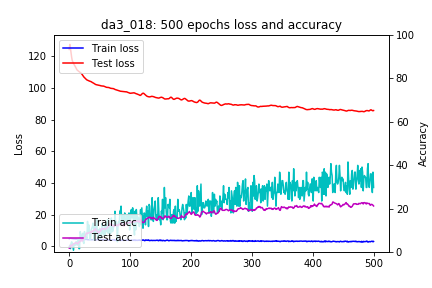 da3_018: 500 epochs loss and accuracy
Train loss
Test loss
Train acc
Test acc
Loss
120
100
80
60
40
20
0
Accuracy
100
80
60
40
20
0
0 100 200 300 400 500